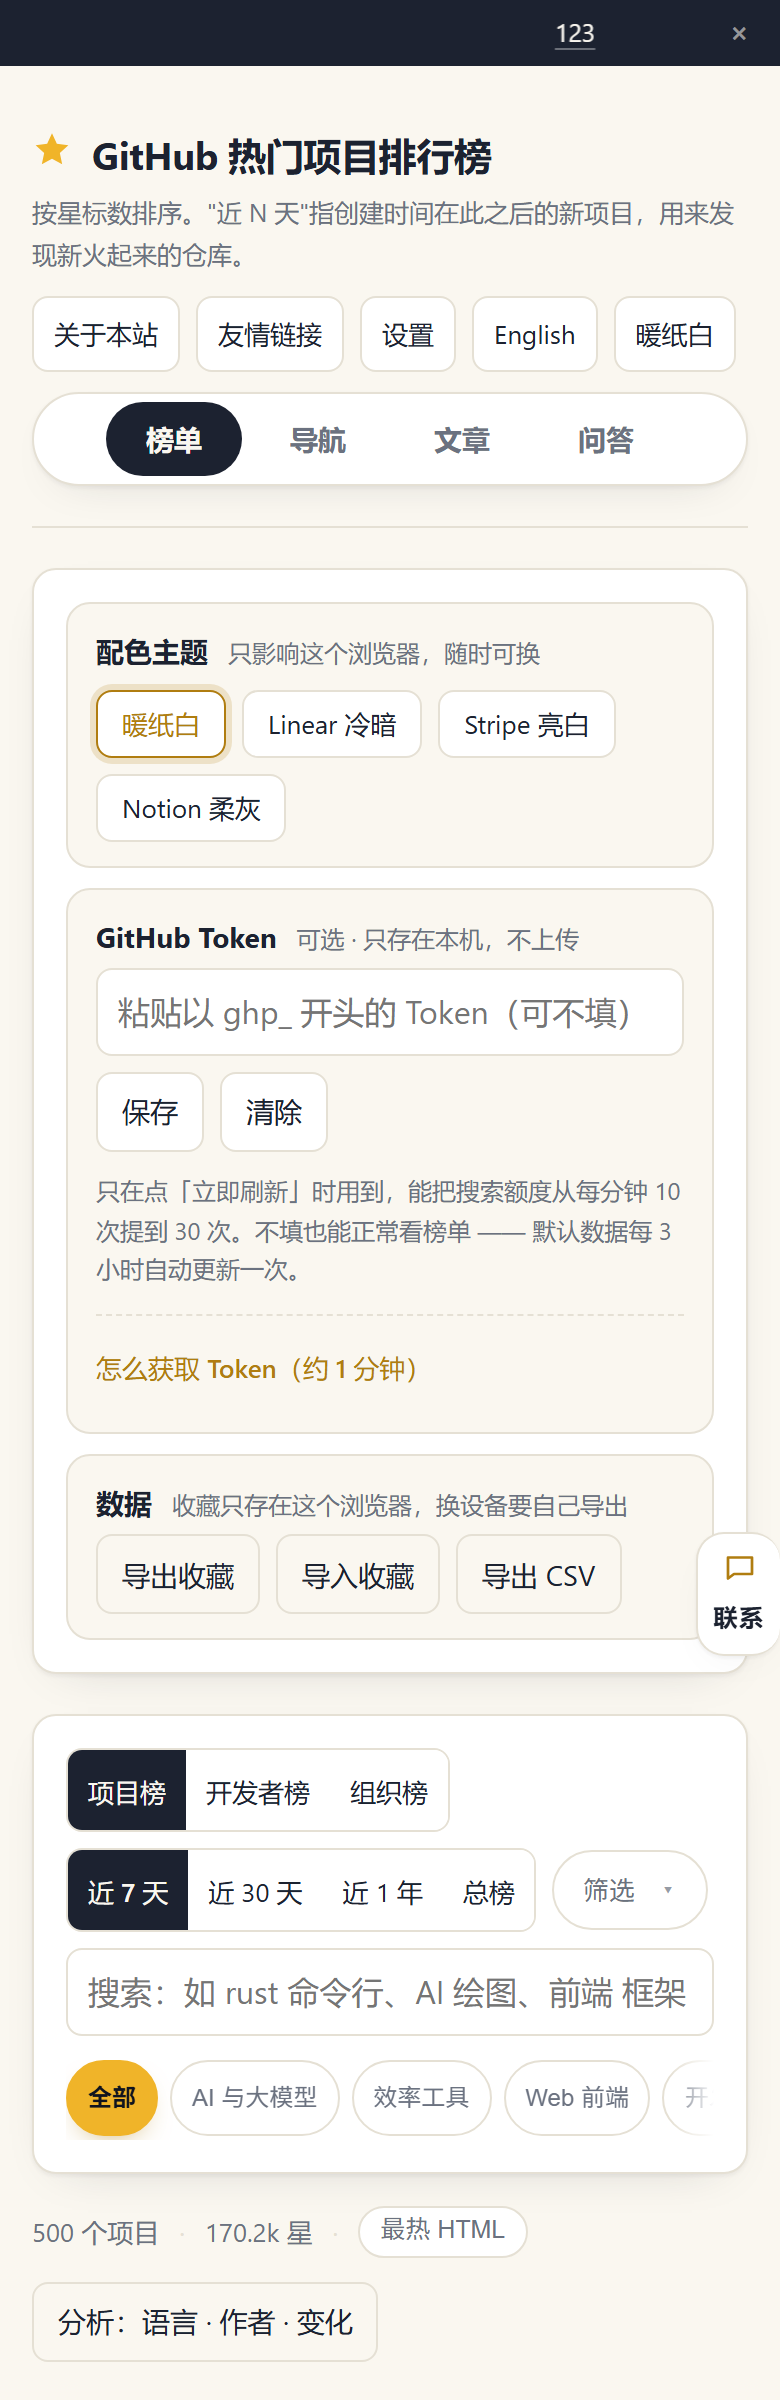 123
×
GitHub 热门项目排行榜
按星标数排序。"近 N 天"指创建时间在此之后的新项目，用来发
现新火起来的仓库。
关于本站 友情链接 设置 English 暖纸白
榜单 导航 文章 问答
配色主题 只影响这个浏览器，随时可换
暖纸白 Linear 冷暗 Stripe 亮白
Notion 柔灰
GitHub Token 可选 · 只存在本机，不上传
粘贴以 ghp_ 开头的 Token（可不填）
保存 清除
只在点「立即刷新」时用到，能把搜索额度从每分钟 10
次提到 30 次。不填也能正常看榜单 —— 默认数据每 3
小时自动更新一次。
怎么获取 Token（约 1 分钟）
数据 收藏只存在这个浏览器，换设备要自己导出
导出收藏 导入收藏 导出 CSV
联系
项目榜 开发者榜 组织榜
近 7 天 近 30 天 近 1 年 总榜 筛选 ▾
搜索：如 rust 命令行、AI 绘图、前端 框架
全部 AI 与大模型 效率工具 Web 前端 开
500 个项目 · 170.2k 星 · 最热 HTML
分析：语言 · 作者 · 变化